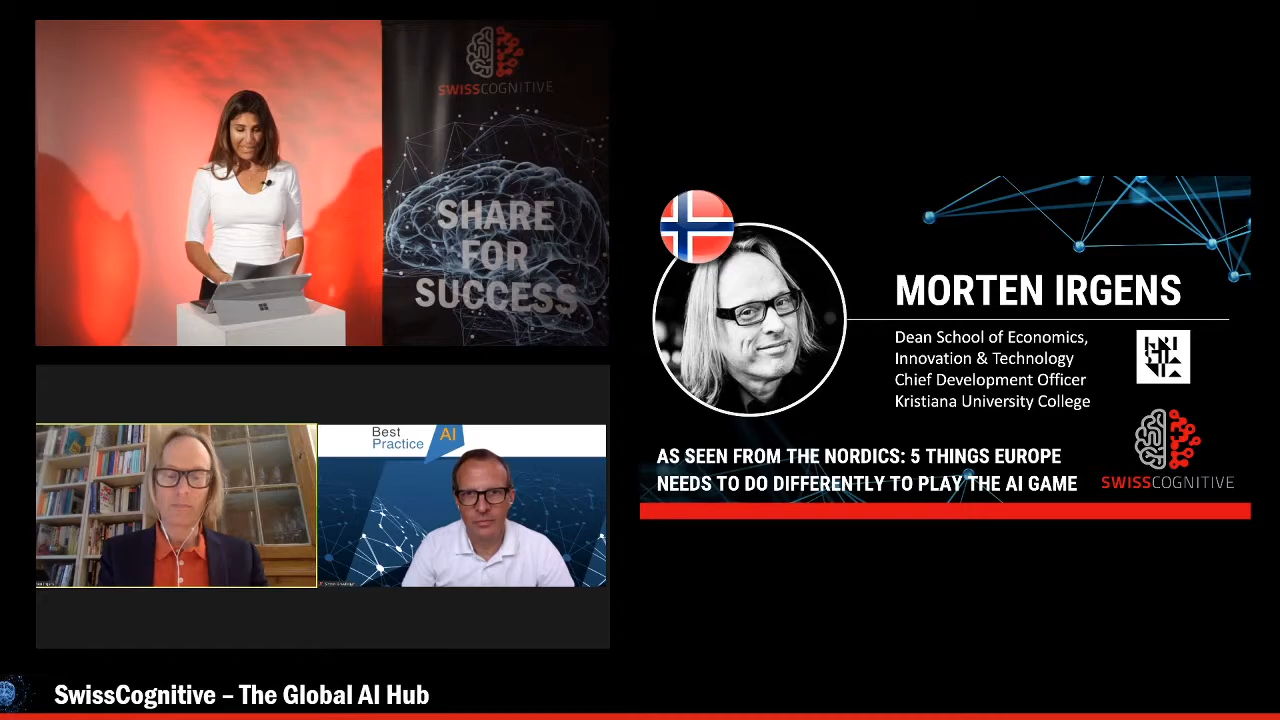 SWISSCOGNITIVE
SHARE
FOR
SUCCESS
Best
Practice
AI
MORTEN IRGENS
Dean School of Economics,
Innovation & Technology
Chief Development Officer
Kristiana University College
AS SEEN FROM THE NORDICS: 5 THINGS EUROPE
NEEDS TO DO DIFFERENTLY TO PLAY THE AI GAME
SWISSCOGNITIVE
SwissCognitive – The Global AI Hub